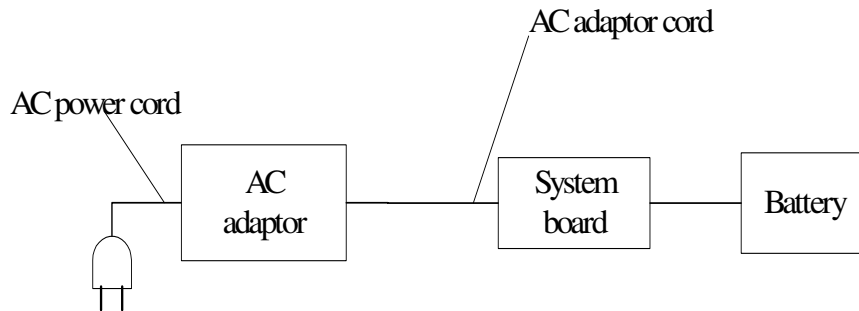 AC adaptor cord
AC power cord
AC
adaptor
System
board
Battery